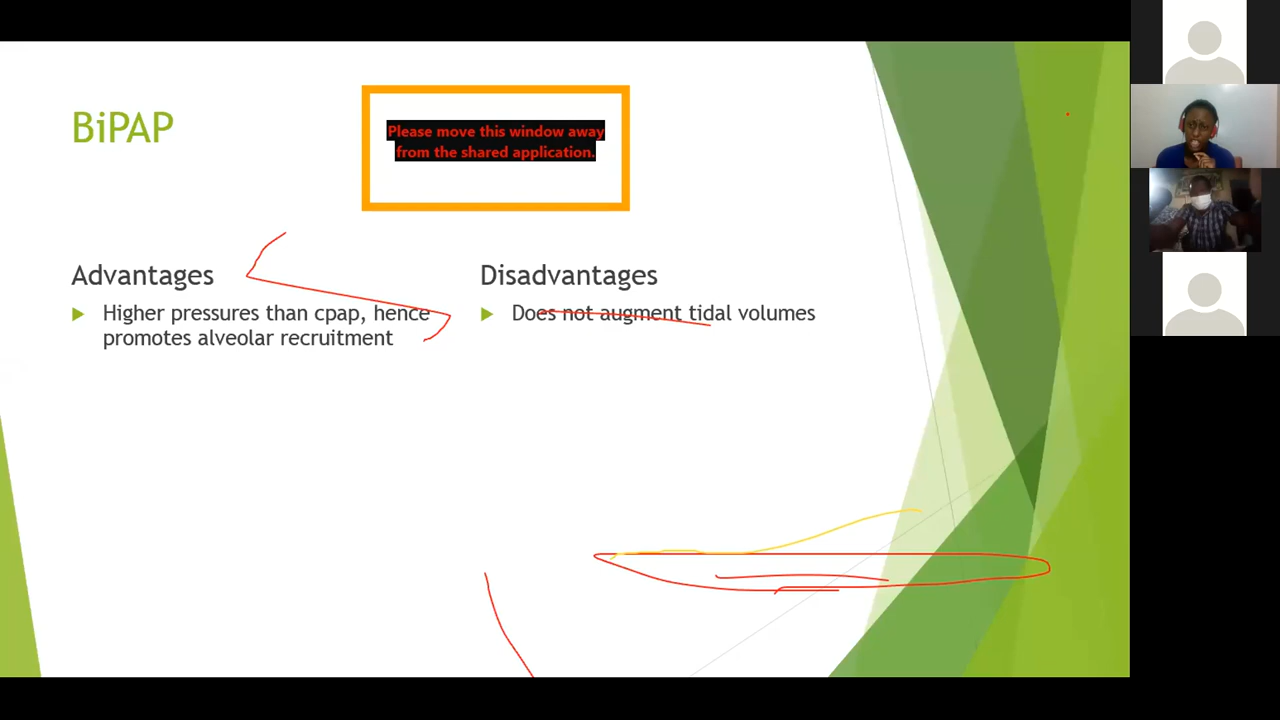 BiPAP
Please move this window away
from the shared application.
Advantages
Higher pressures than cpap, hence
promotes alveolar recruitment
Disadvantages
Does not augment tidal volumes